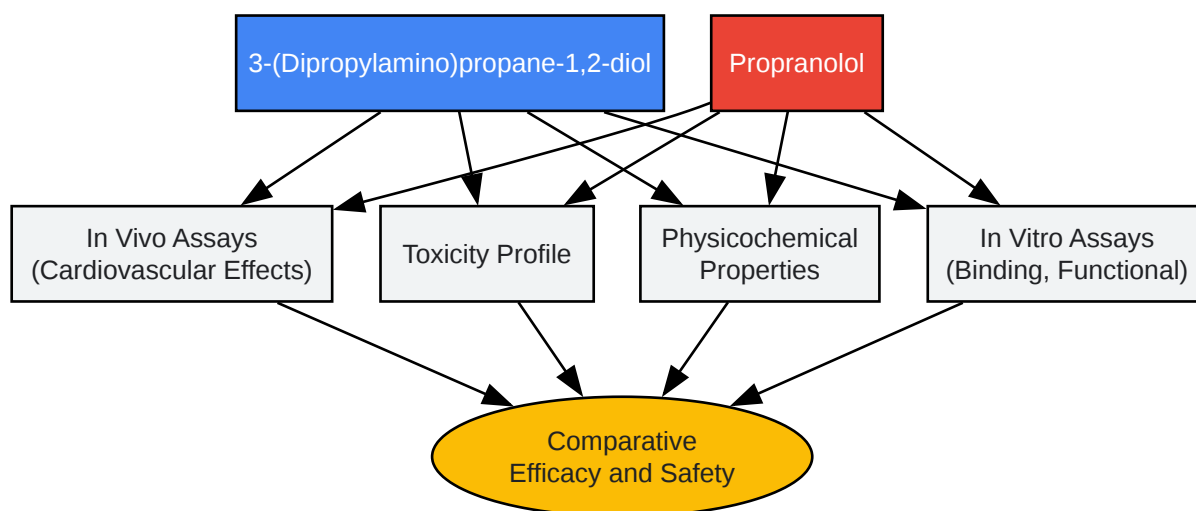 3-(Dipropylamino)propane-1,2-diol
Propranolol
In Vivo Assays
(Cardiovascular Effects)
Toxicity Profile
Physicochemical
Properties
In Vitro Assays
(Binding, Functional)
Comparative
Efficacy and Safety